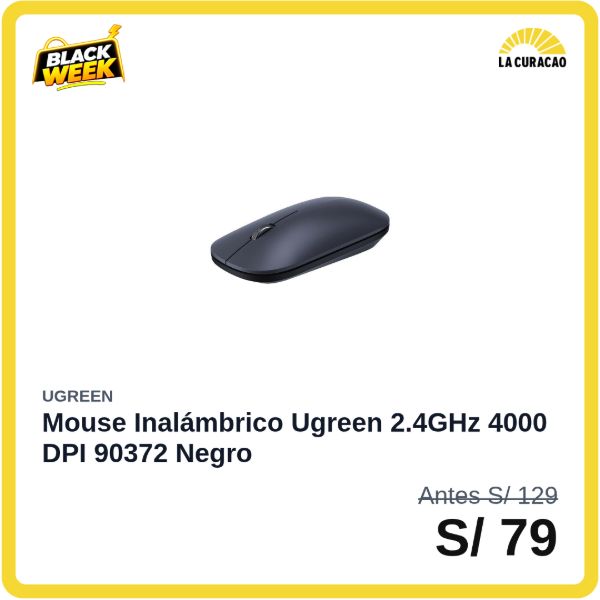 BLACK
WEEK
LA CURACAO
UGREEN
Mouse Inalámbrico Ugreen 2.4GHz 4000
DPI 90372 Negro
Antes S/ 129
S/ 79